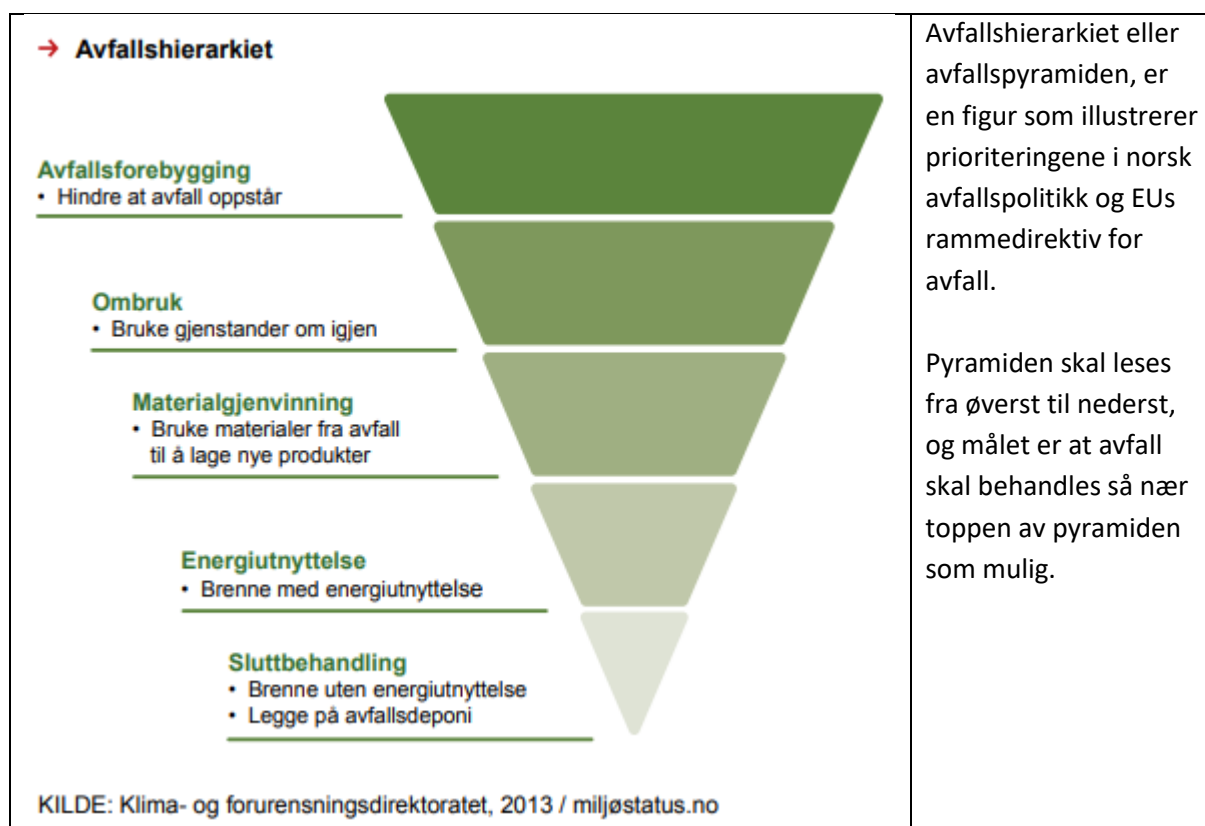 → Avfallshierarkiet
Avfallsforebygging
• Hindre at avfall oppstår
Ombruk
• Bruke gjenstander om igjen
Materialgjenvinning
• Bruke materialer fra avfall
til å lage nye produkter
Energiutnyttelse
• Brenne med energiutnyttelse
Sluttbehandling
• Brenne uten energiutnyttelse
• Legge på avfallsdeponi
KILDE: Klima- og forurensningsdirektoratet, 2013 / miljøstatus.no
Avfallshierarkiet eller
avfallspyramiden, er
en figur som illustrerer
prioriteringene i norsk
avfallspolitikk og EUs
rammedirektiv for
avfall.
Pyramiden skal leses
fra øverst til nederst,
og målet er at avfall
skal behandles så nær
toppen av pyramiden
som mulig.